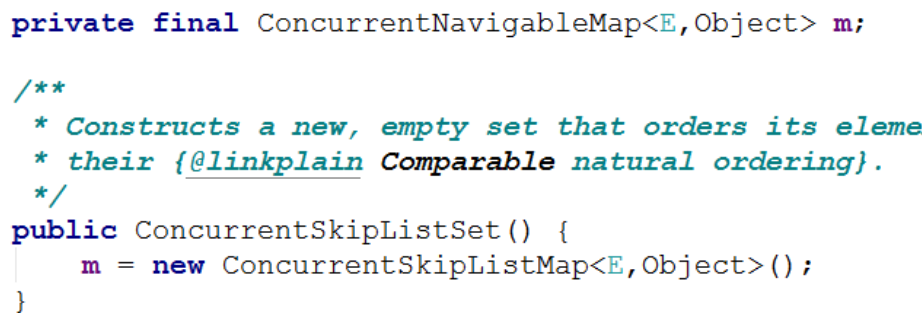 private final ConcurrentNavigableMap<E,Object> m;
/**
* Constructs a new, empty set that orders its
* their {@linkplain Comparable natural ordering}.
*/
public ConcurrentSkipListSet() {
m = new ConcurrentSkipListMap<E,Object>();
}